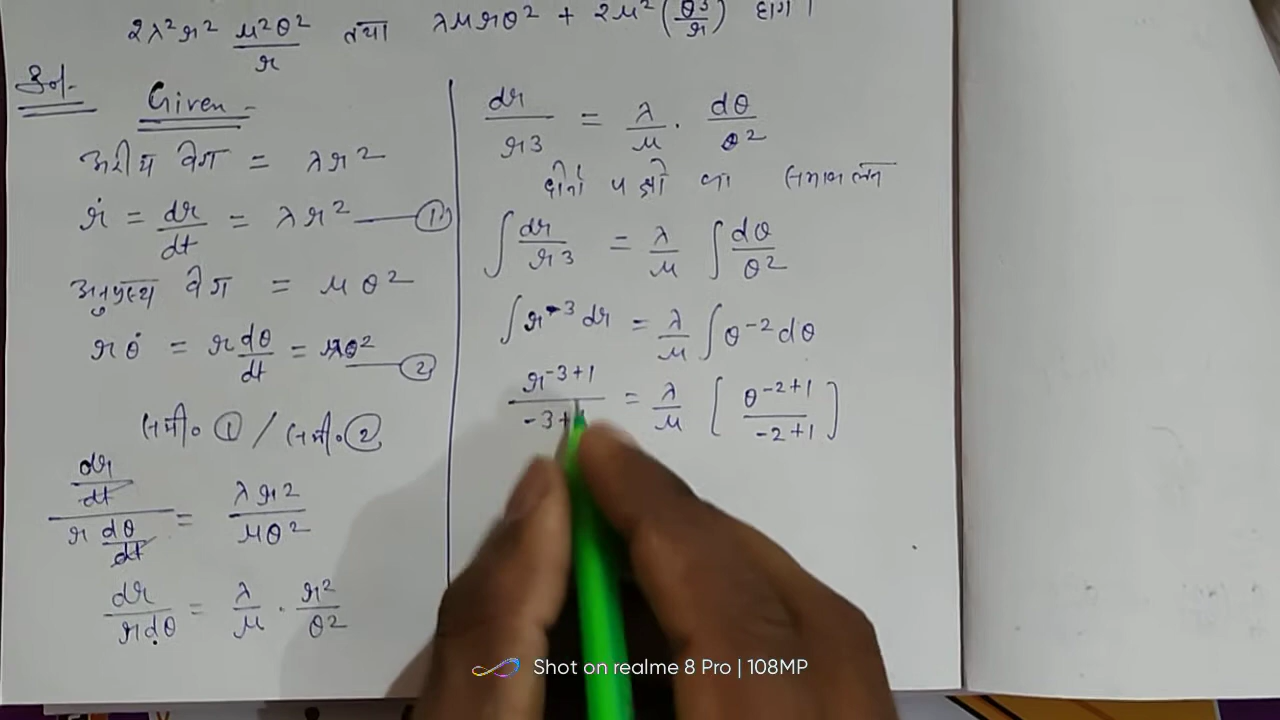 2λ²r² μ²θ²/r तथा λμrθ² + 2μ²(θ³/r) होगा।
Sol-
Given -
अरीय वेग = λr²
ṙ = dr/dt = λr² — ①
अनुप्रस्थ वेग = μθ²
rθ̇ = r dθ/dt = μθ² — ②
समी० ① / समी० ②
(dr/dt)/(r dθ/dt) = λr²/μθ²
dr/rdθ = λ/μ · r²/θ²
dr/r3 = λ/μ · dθ/θ2
दोनों पक्षों का समाकलन
∫ dr/r3 = λ/μ ∫ dθ/θ2
∫ r⁻³ dr = λ/μ ∫ θ⁻² dθ
r⁻³⁺¹/-3+1 = λ/μ [θ⁻²⁺¹/-2+1]
Shot on realme 8 Pro | 108MP